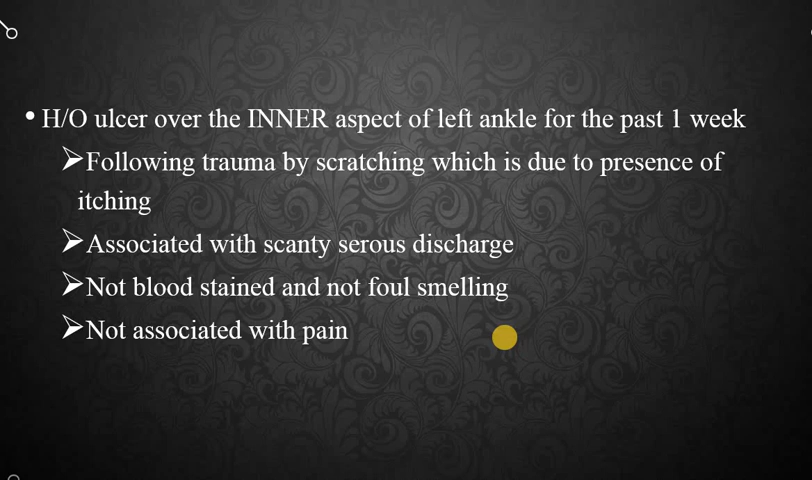 • H/O ulcer over the INNER aspect of left ankle for the past 1 week
➢Following trauma by scratching which is due to presence of
itching
➢Associated with scanty serous discharge
➢Not blood stained and not foul smelling
➢Not associated with pain